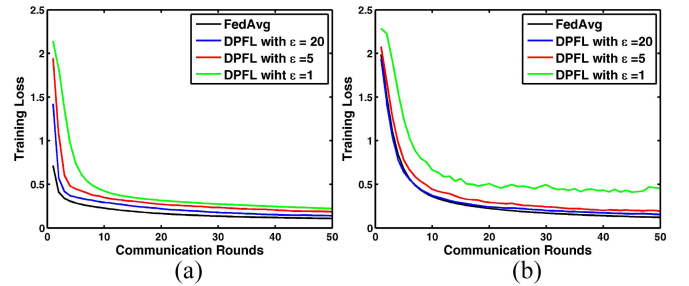 FedAvg
DPFL with ε = 20
DPFL with ε =5
DPFL wiht ε =1
2.5
2
1.5
1
0.5
0
Training Loss
0 10 20 30 40 50
Communication Rounds
(a)
FedAvg
DPFL with ε =20
DPFL with ε =5
DPFL with ε =1
2.5
2
1.5
1
0.5
0
Training Loss
0 10 20 30 40 50
Communication Rounds
(b)